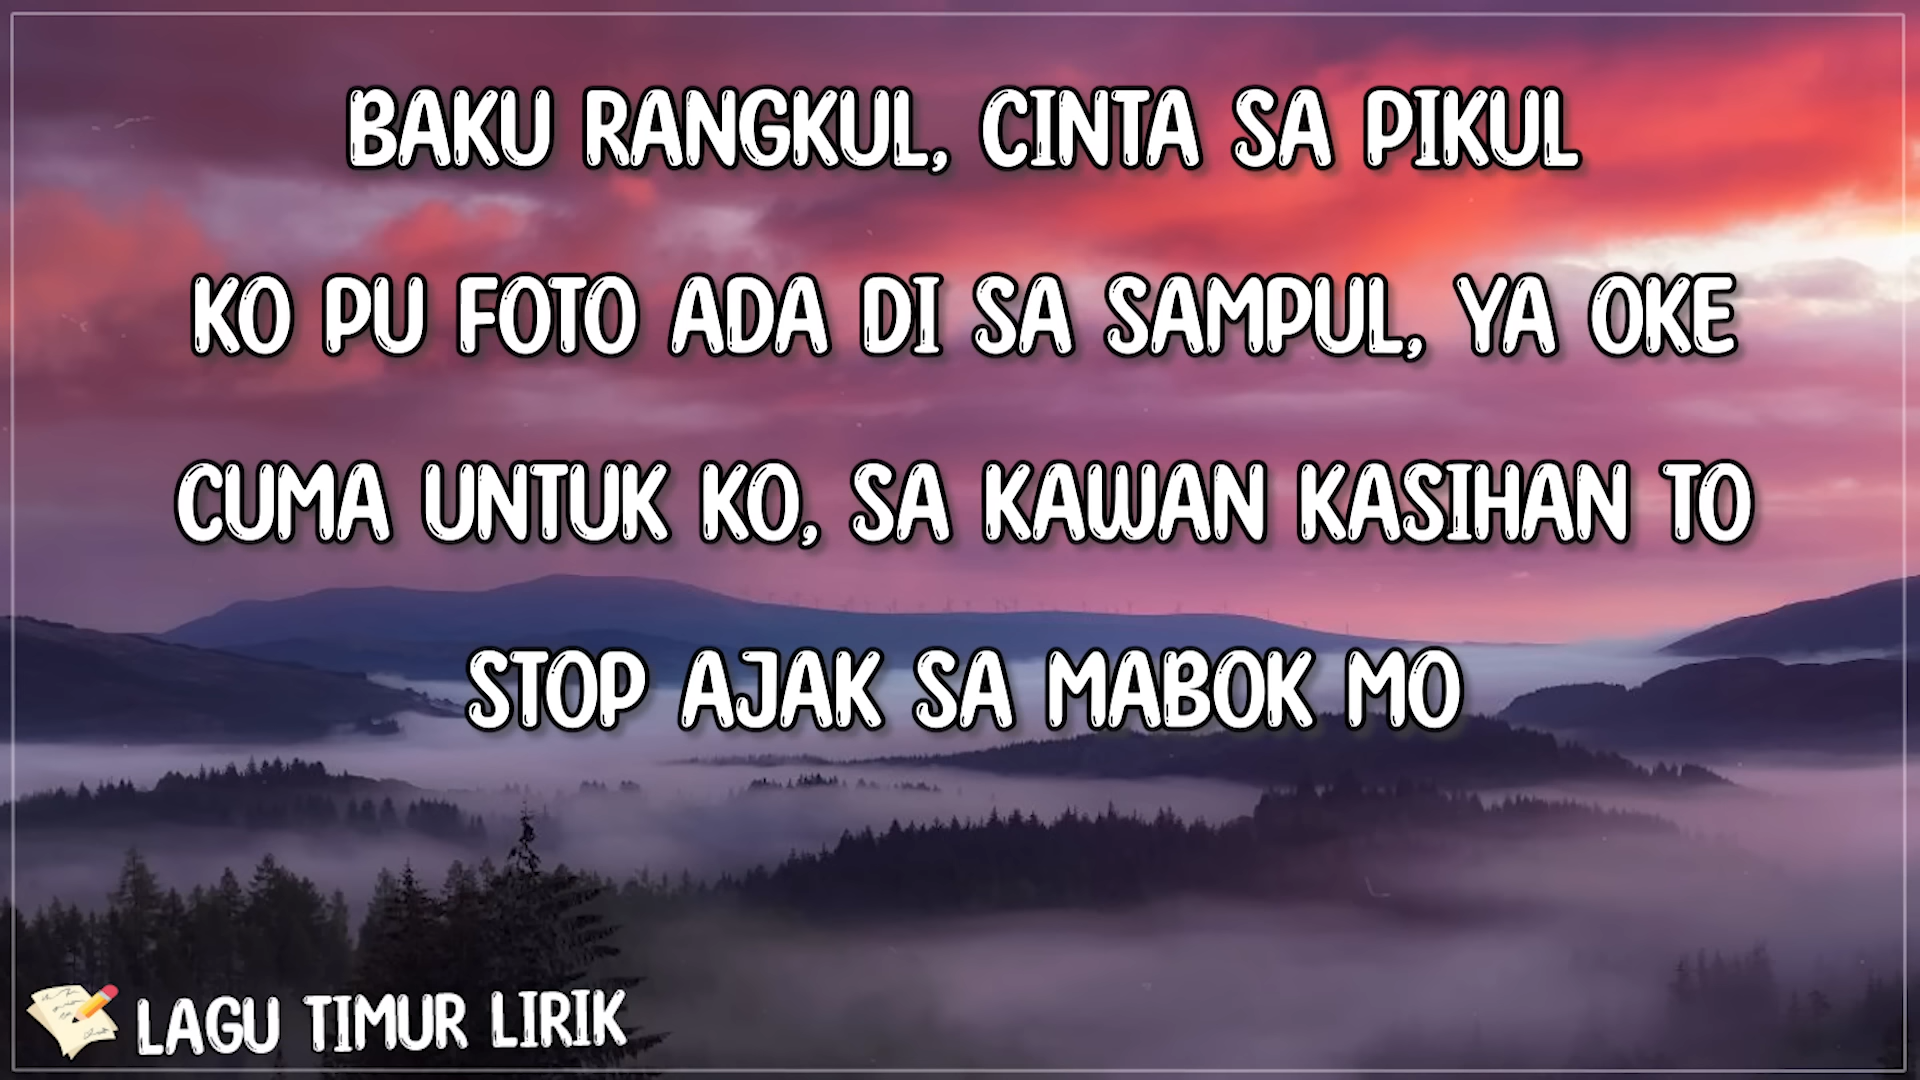 BAKU RANGKUL, CINTA SA PIKUL
KO PU FOTO ADA DI SA SAMPUL, YA OKE
CUMA UNTUK KO, SA KAWAN KASIHAN TO
STOP AJAK SA MABOK MO
LAGU TIMUR LIRIK